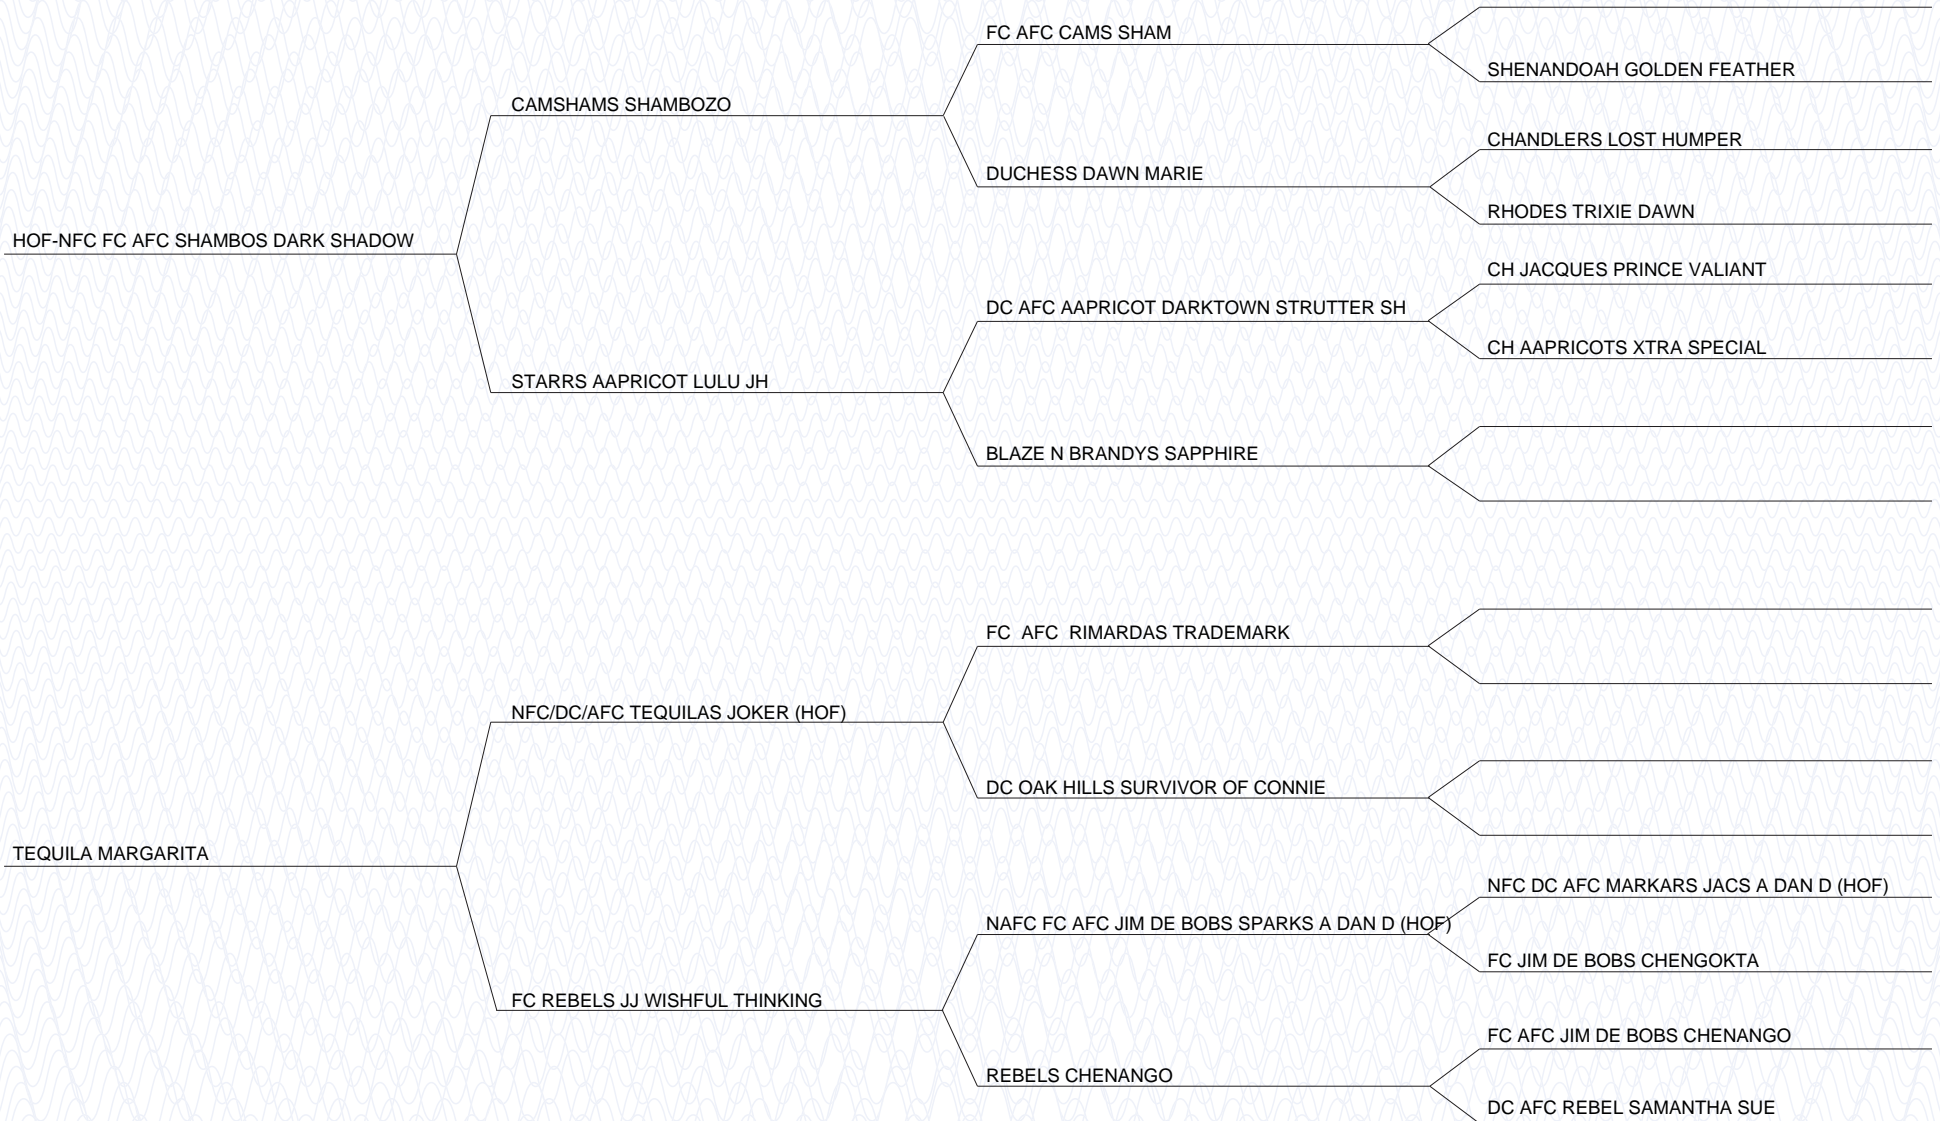 FC AFC CAMS SHAM
SHENANDOAH GOLDEN FEATHER
CAMSHAMS SHAMBOZO
CHANDLERS LOST HUMPER
DUCHESS DAWN MARIE
RHODES TRIXIE DAWN
HOF-NFC FC AFC SHAMBOS DARK SHADOW
CH JACQUES PRINCE VALIANT
DC AFC AAPRICOT DARKTOWN STRUTTER SH
CH AAPRICOTS XTRA SPECIAL
STARRS AAPRICOT LULU JH
BLAZE N BRANDYS SAPPHIRE
FC  AFC  RIMARDAS TRADEMARK
NFC/DC/AFC TEQUILAS JOKER (HOF)
DC OAK HILLS SURVIVOR OF CONNIE
TEQUILA MARGARITA
NFC DC AFC MARKARS JACS A DAN D (HOF)
NAFC FC AFC JIM DE BOBS SPARKS A DAN D (HOF)
FC JIM DE BOBS CHENGOKTA
FC REBELS JJ WISHFUL THINKING
FC AFC JIM DE BOBS CHENANGO
REBELS CHENANGO
DC AFC REBEL SAMANTHA SUE